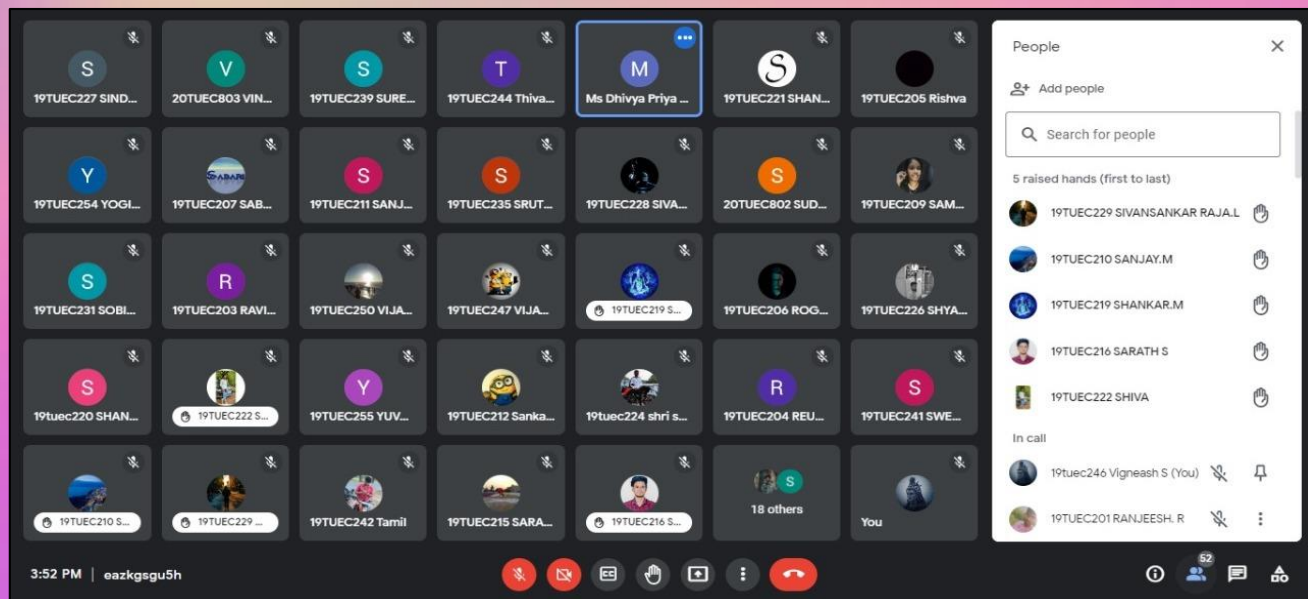 S
19TUEC227 SIND...
V
20TUEC803 VIN...
S
19TUEC239 SURE...
T
19TUEC244 Thiva...
M
Ms Dhivya Priya ...
S
19TUEC221 SHAN...
19TUEC205 Rishva
Y
19TUEC254 YOGI...
SABARI
19TUEC207 SAB...
S
19TUEC211 SANJ...
S
19TUEC235 SRUT...
19TUEC228 SIVA...
S
20TUEC802 SUD...
19TUEC209 SAM...
S
19TUEC231 SOBI...
R
19TUEC203 RAVI...
19TUEC250 VIJA...
19TUEC247 VIJA...
19TUEC219 S...
19TUEC206 ROG...
19TUEC226 SHYA...
S
19tuec220 SHAN...
19TUEC222 S...
Y
19TUEC255 YUV...
19TUEC212 Sanka...
19tuec224 shri s...
R
19TUEC204 REU...
S
19TUEC241 SWE...
19TUEC210 S...
19TUEC229 ...
19TUEC242 Tamil
19TUEC215 SARA...
19TUEC216 S...
S
18 others
You
People
Add people
Search for people
5 raised hands (first to last)
19TUEC229 SIVANSANKAR RAJA.L
19TUEC210 SANJAY.M
19TUEC219 SHANKAR.M
19TUEC216 SARATH S
19TUEC222 SHIVA
In call
19tuec246 Vigneash S (You)
19TUEC201 RANJEESH. R
3:52 PM | eazkgsgu5h
CC
52